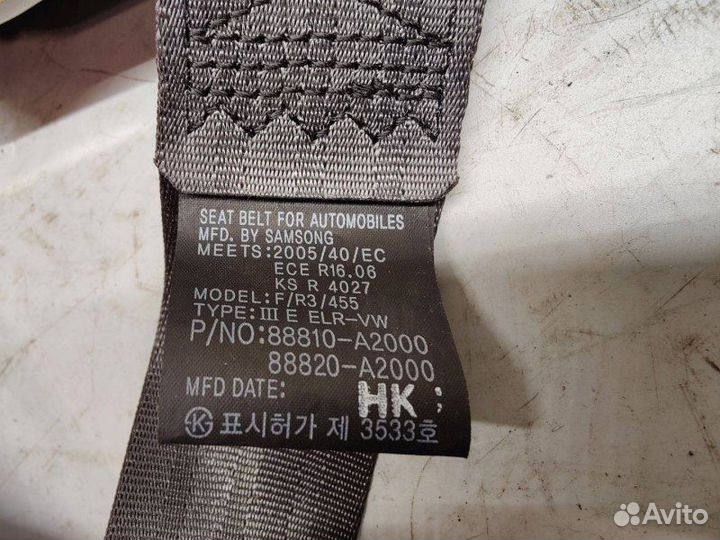 SEAT BELT FOR AUTOMOBILES
MFD. BY SAMSONG
MEETS:2005/40/EC
ECE R16.06
KS R 4027
MODEL:F/R3/455
TYPE:III E ELR-VW
P/NO:88810-A2000
88820-A2000
MFD DATE: HK;
K 표시허가 제 3533호
Avito